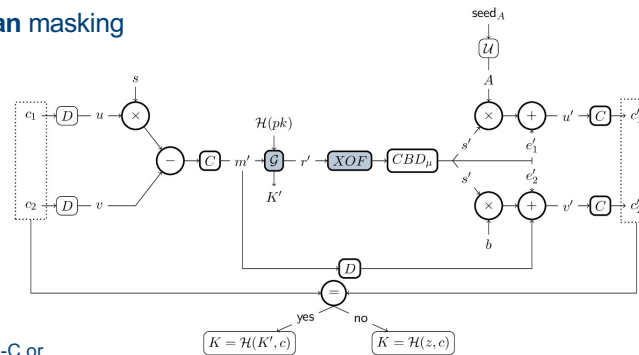 an masking
seed_A
U
A
s
c_1 D u × × + u′ C c′
H(pk)
s′ e′_1
− C m′ G r′ XOF CBD_μ
K′
s′ e′_2
c_2 D v × + v′ C c′
b
D
=
yes no
K = H(K′, c) K = H(z, c)
-C or